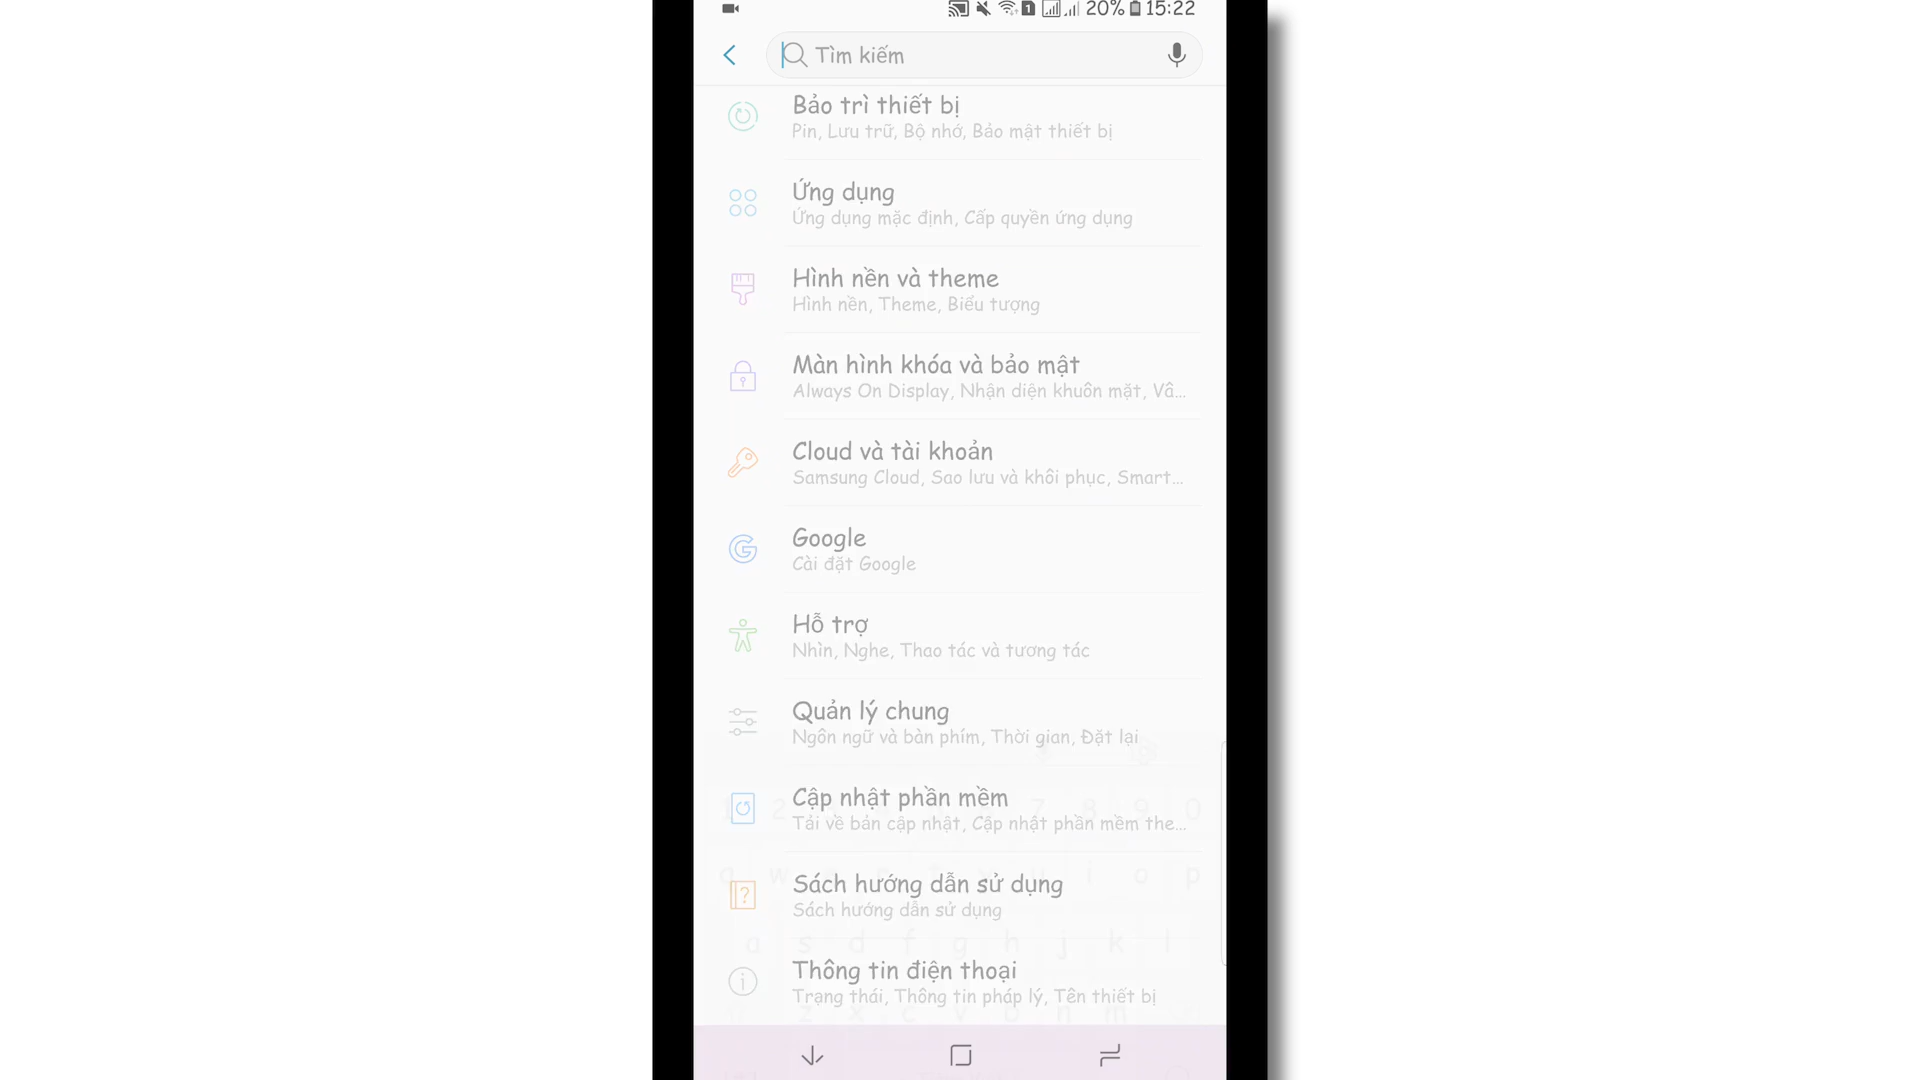 1 20% 15:22
Tìm kiếm
Bảo trì thiết bị
Pin, Lưu trữ, Bộ nhớ, Bảo mật thiết bị
Ứng dụng
Ứng dụng mặc định, Cấp quyền ứng dụng
Hình nền và theme
Hình nền, Theme, Biểu tượng
Màn hình khóa và bảo mật
Always On Display, Nhận diện khuôn mặt, Vâ...
Cloud và tài khoản
Samsung Cloud, Sao lưu và khôi phục, Smart...
Google
Cài đặt Google
Hỗ trợ
Nhìn, Nghe, Thao tác và tương tác
Quản lý chung
Ngôn ngữ và bàn phím, Thời gian, Đặt lại
Cập nhật phần mềm
7 8 9 0
Tải về bản cập nhật, Cập nhật phần mềm the...
q w i o p
Sách hướng dẫn sử dụng
Sách hướng dẫn sử dụng
a s d f g h j k l
Thông tin điện thoại
Trạng thái, Thông tin pháp lý, Tên thiết bị
z x c v b n m